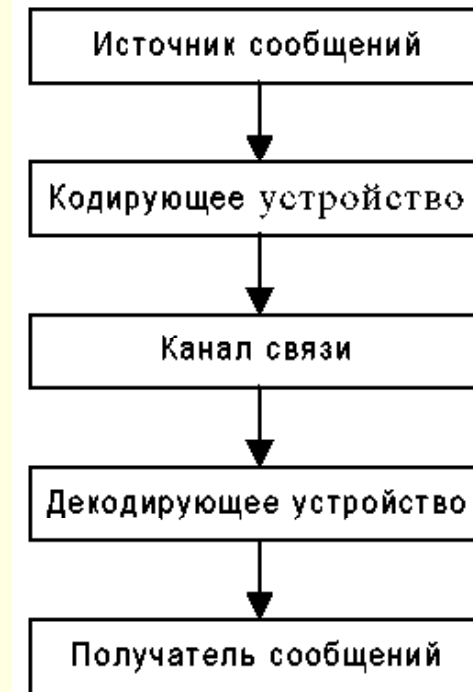 Источник сообщений
Кодирующее устройство
Канал связи
Декодирующее устройство
Получатель сообщений